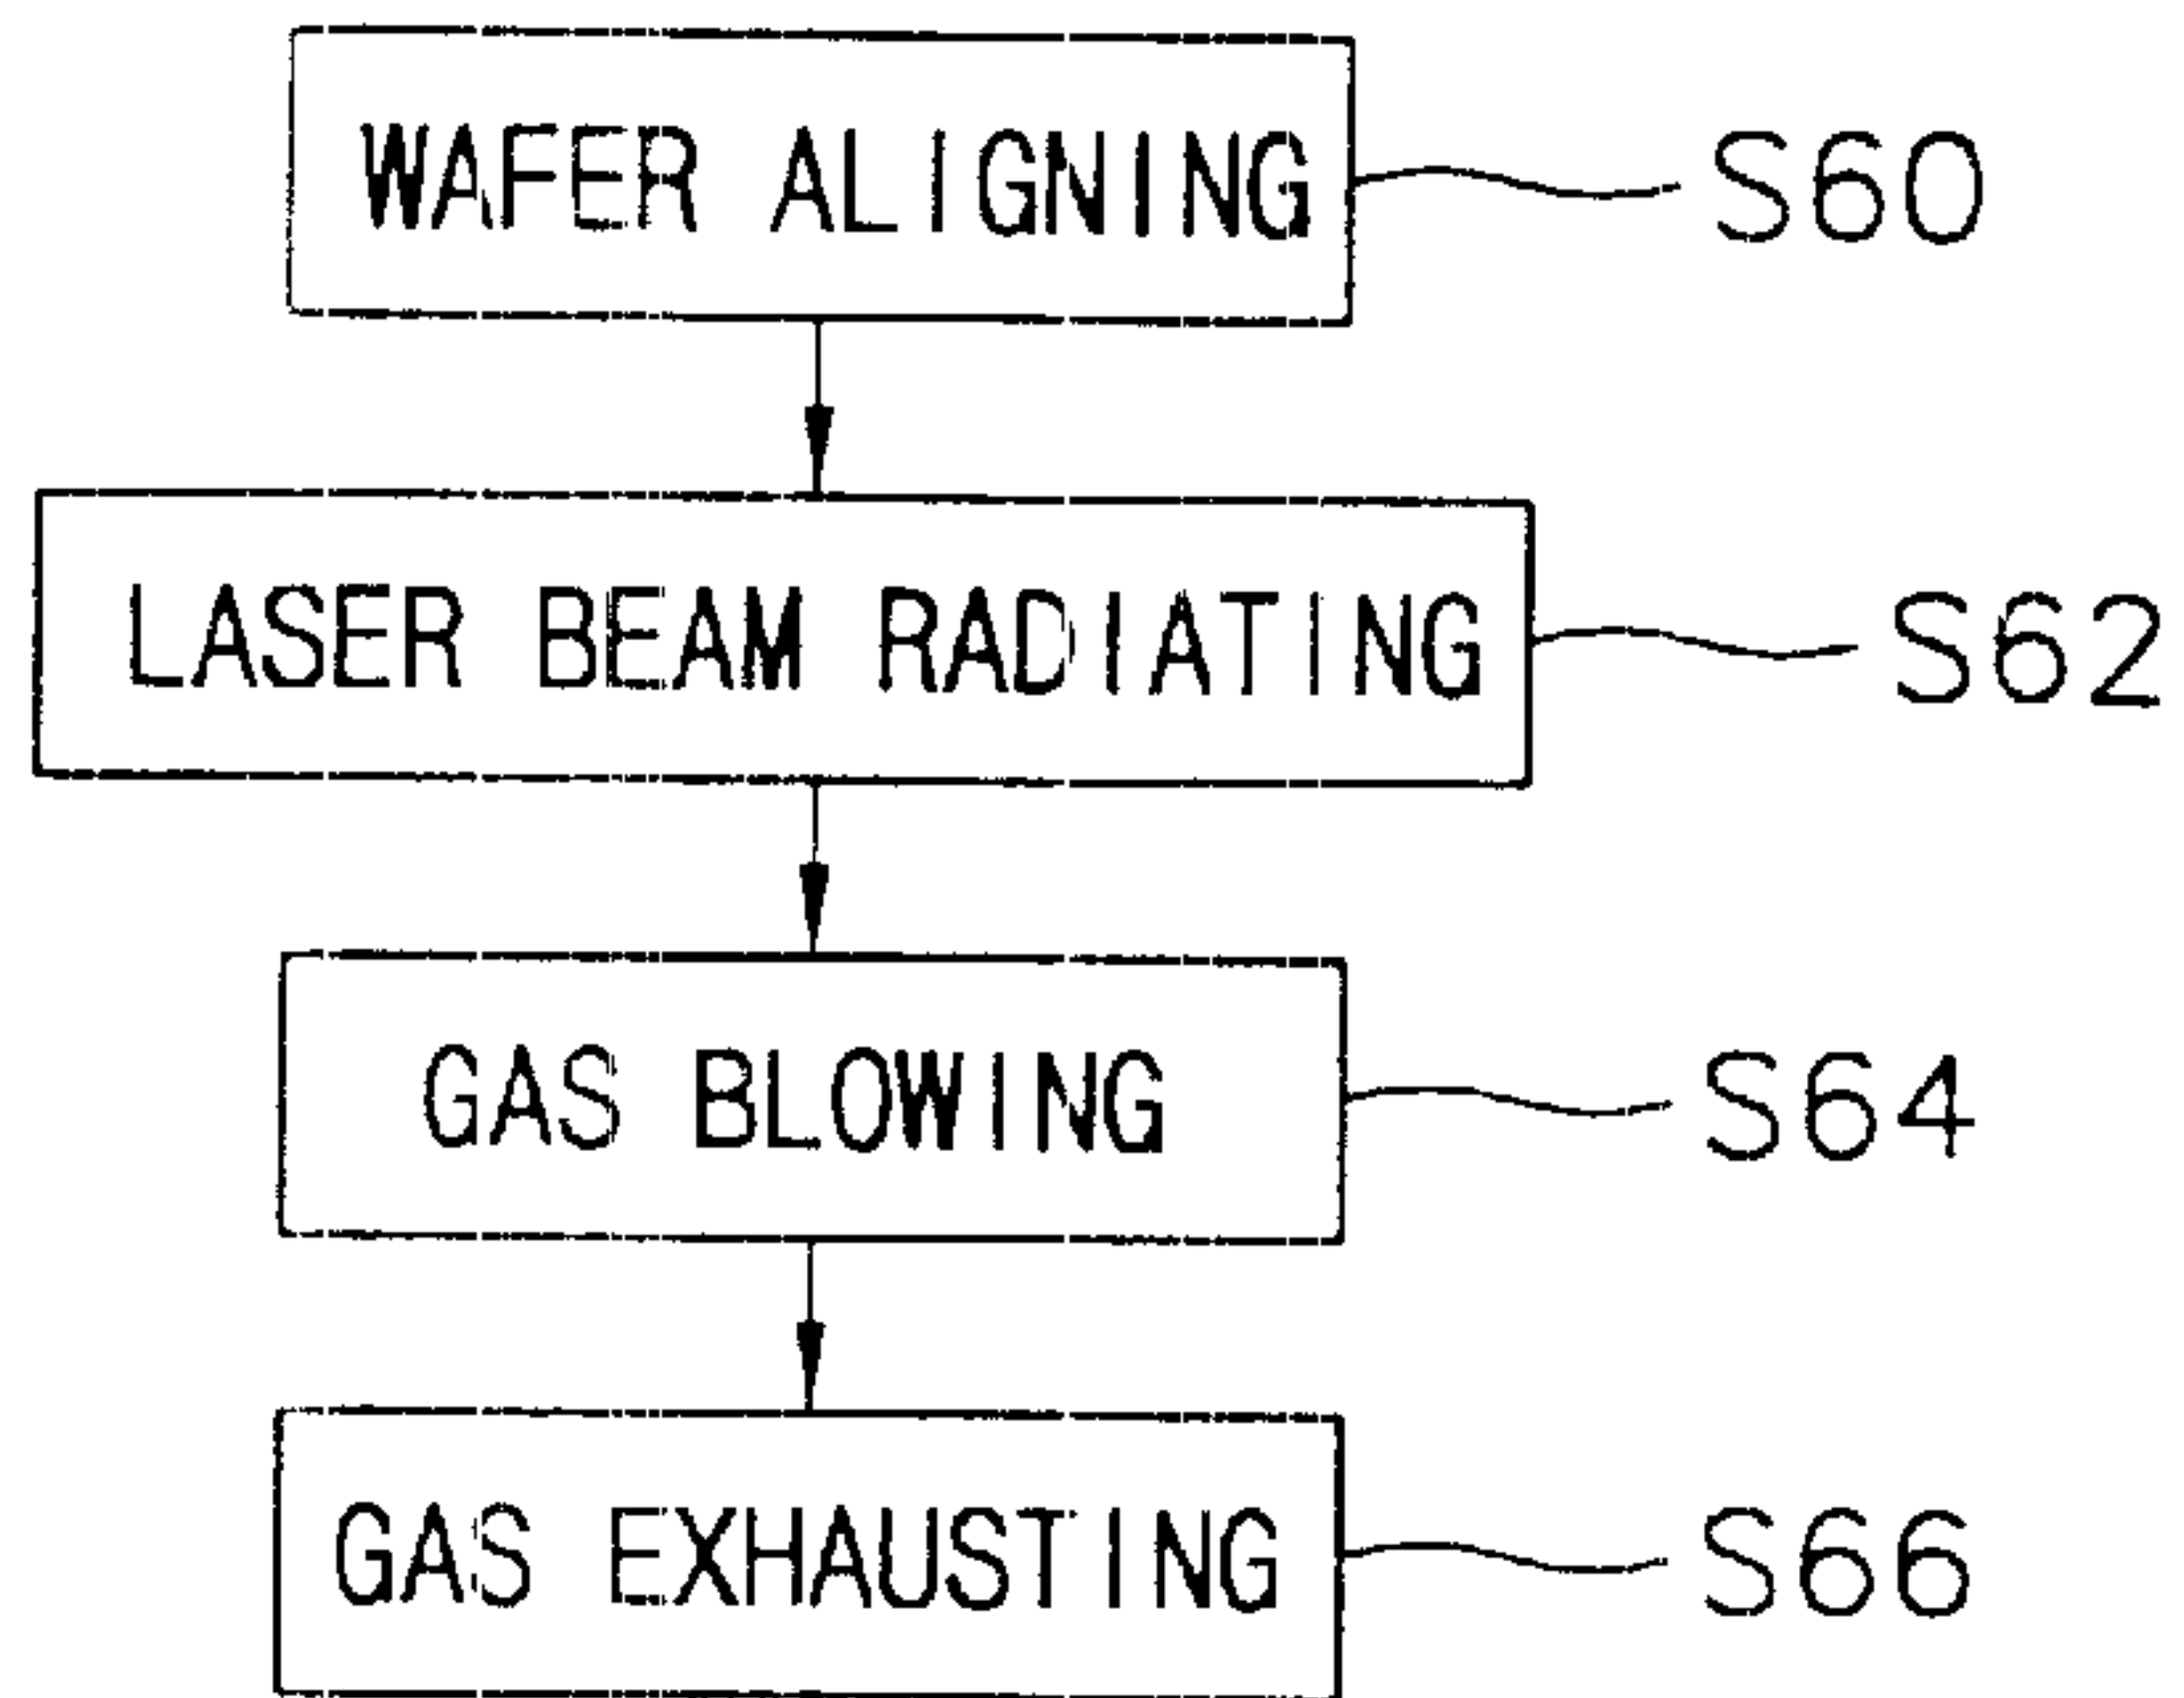 WAFER ALIGNING S60
LASER BEAM RADIATING S62
GAS BLOWING S64
GAS EXHAUSTING S66